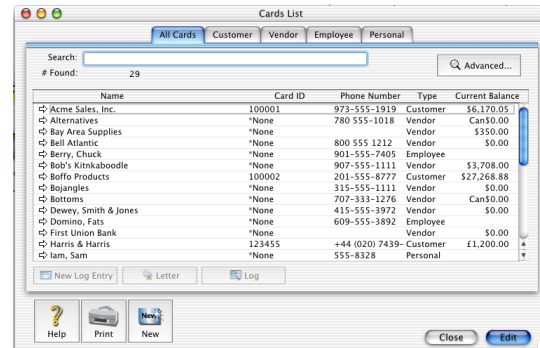 Cards List
All Cards Customer Vendor Employee Personal
Search:
Advanced...
# Found: 29
Name Card ID Phone Number Type Current Balance
Acme Sales, Inc. 100001 973-555-1919 Customer $6,170.05
Alternatives *None 780 555-1018 Vendor Can$0.00
Bay Area Supplies *None Vendor $350.00
Bell Atlantic *None 800 555 1212 Vendor $0.00
Berry, Chuck *None 901-555-7405 Employee
Bob's Kitnkaboodle *None 907-555-1111 Vendor $3,708.00
Boffo Products 100002 201-555-8777 Customer $27,268.88
Bojangles *None 315-555-1111 Vendor $0.00
Bottoms *None 707-333-1276 Vendor Can$0.00
Dewey, Smith & Jones *None 415-555-3972 Vendor $0.00
Domino, Fats *None 609-555-3892 Employee
First Union Bank *None Vendor $0.00
Harris & Harris 123455 +44 (020) 7439- Customer £1,200.00
Iam, Sam *None 555-8328 Personal
New Log Entry Letter Log
New
Help Print New
Close Edit